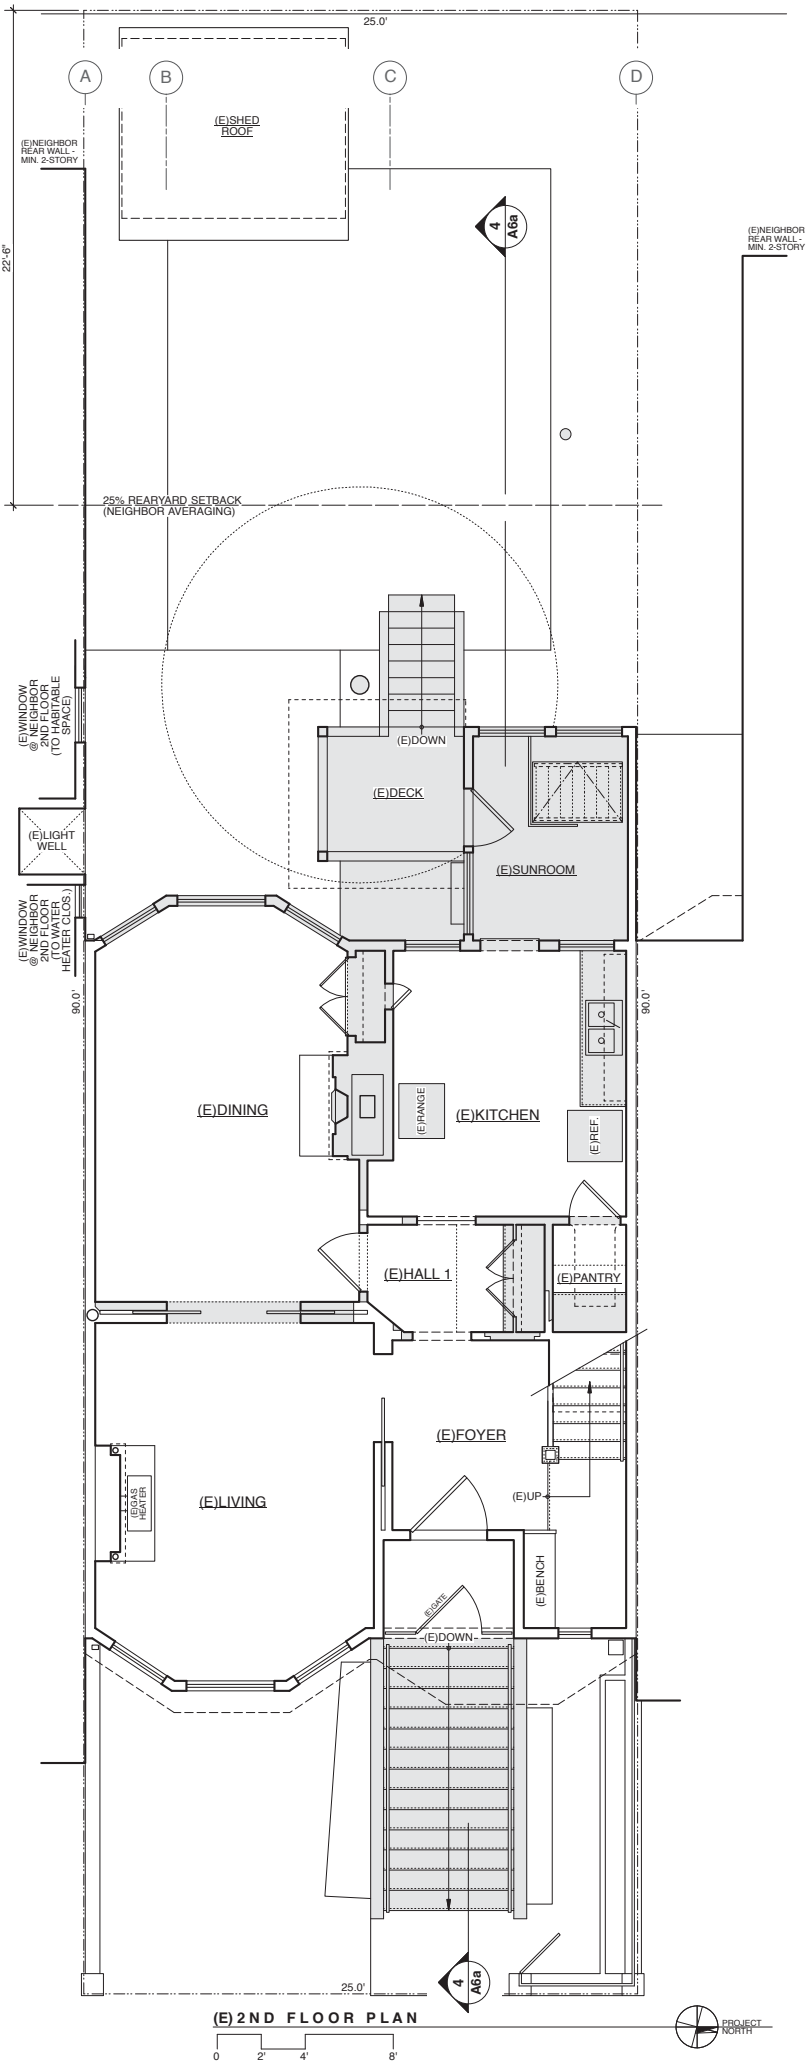 25.0'
A
B
C
D
(E)SHED
ROOF
(E)NEIGHBOR
REAR WALL -
MIN. 2-STORY
4
A6a
(E)NEIGHBOR
REAR WALL -
MIN. 2-STORY
22'-6"
25% REARYARD SETBACK
(NEIGHBOR AVERAGING)
(E)WINDOW
@ NEIGHBOR
2ND FLOOR
(TO HABITABLE
SPACE)
(E)DOWN
(E)DECK
(E)LIGHT
WELL
(E)SUNROOM
(E)WINDOW
@ NEIGHBOR
2ND FLOOR
(TO WATER
HEATER CLOS.)
90.0'
90.0'
(E)DINING
(E)RANGE
(E)KITCHEN
(E)REF.
(E)HALL 1
(E)PANTRY
(E)FOYER
(E)LIVING
(E)GAS
HEATER
(E)UP
(E)BENCH
(E)GATE
(E)DOWN
25.0'
4
A6a
(E) 2ND FLOOR PLAN
PROJECT
NORTH
0 2' 4' 8'